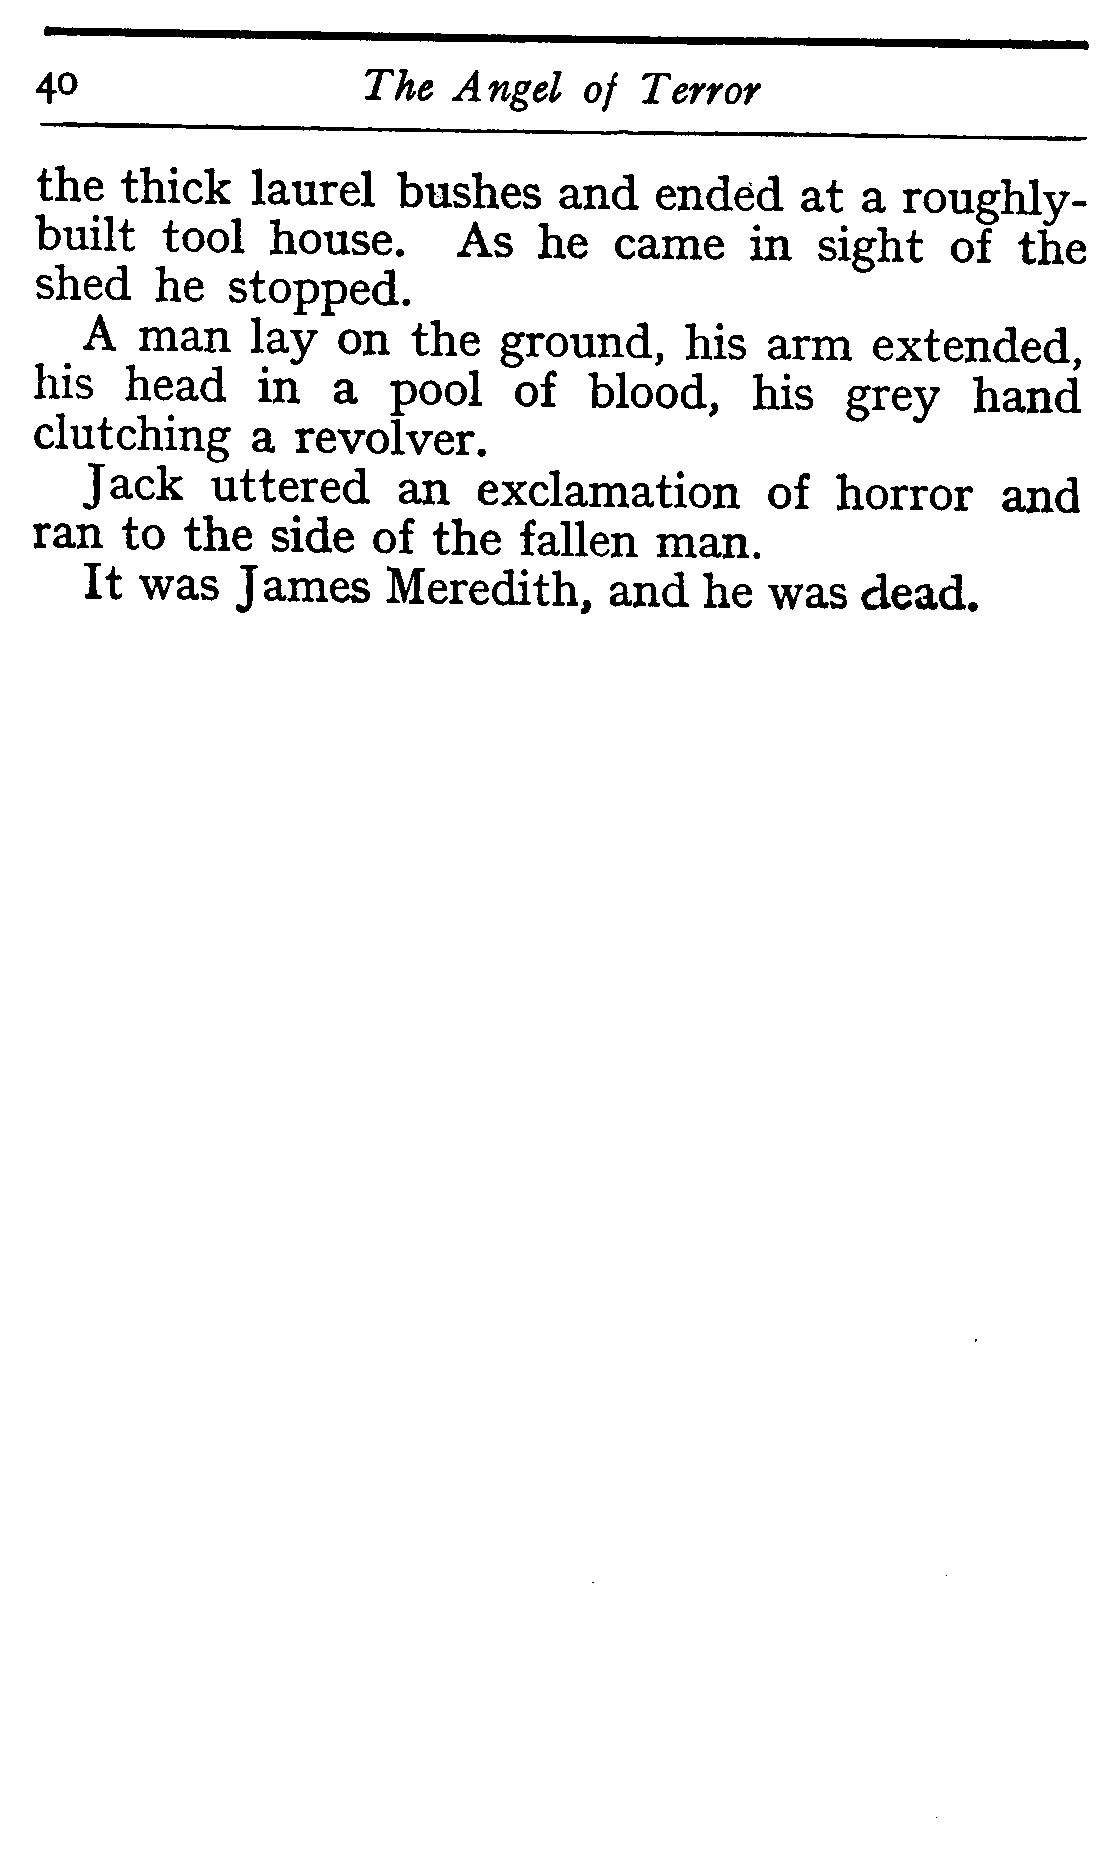 40 The Angel of Terror
the thick laurel bushes and ended at a roughly-
built tool house. As he came in sight of the
shed he stopped.
A man lay on the ground, his arm extended,
his head in a pool of blood, his grey hand
clutching a revolver.
Jack uttered an exclamation of horror and
ran to the side of the fallen man.
It was James Meredith, and he was dead.